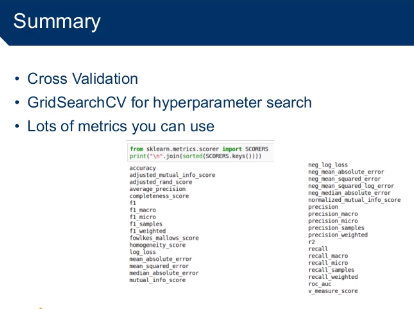 Summary
• Cross Validation
• GridSearchCV for hyperparameter search
• Lots of metrics you can use
from sklearn.metrics.scorer import SCORERS
print("\n".join(sorted(SCORERS.keys())))
accuracy
adjusted_mutual_info_score
adjusted_rand_score
average_precision
completeness_score
f1
f1_macro
f1_micro
f1_samples
f1_weighted
fowlkes_mallows_score
homogeneity_score
log_loss
mean_absolute_error
mean_squared_error
median_absolute_error
mutual_info_score
neg_log_loss
neg_mean_absolute_error
neg_mean_squared_error
neg_mean_squared_log_error
neg_median_absolute_error
normalized_mutual_info_score
precision
precision_macro
precision_micro
precision_samples
precision_weighted
r2
recall
recall_macro
recall_micro
recall_samples
recall_weighted
roc_auc
v_measure_score